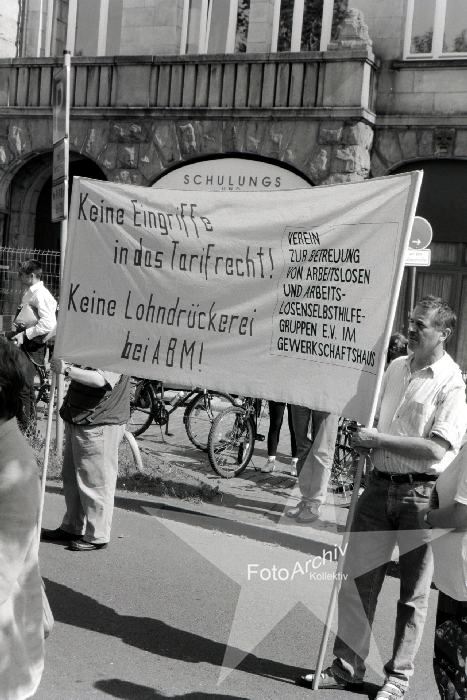 SCHULUNGS
Keine Eingriffe
in das Tarifrecht!
Keine Lohndrückerei
bei ABM!
VEREIN
ZUR BETREUUNG
VON ARBEITSLOSEN
UND ARBEITS-
LOSENSELBSTHILFE-
GRUPPEN E.V. IM
GEWERKSCHAFTSHAUS
FotoArchiv
Kollektiv